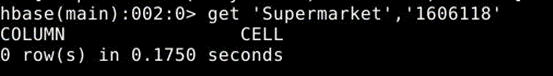 hbase(main):002:0> get 'Supermarket','1606118'
COLUMN                CELL
0 row(s) in 0.1750 seconds